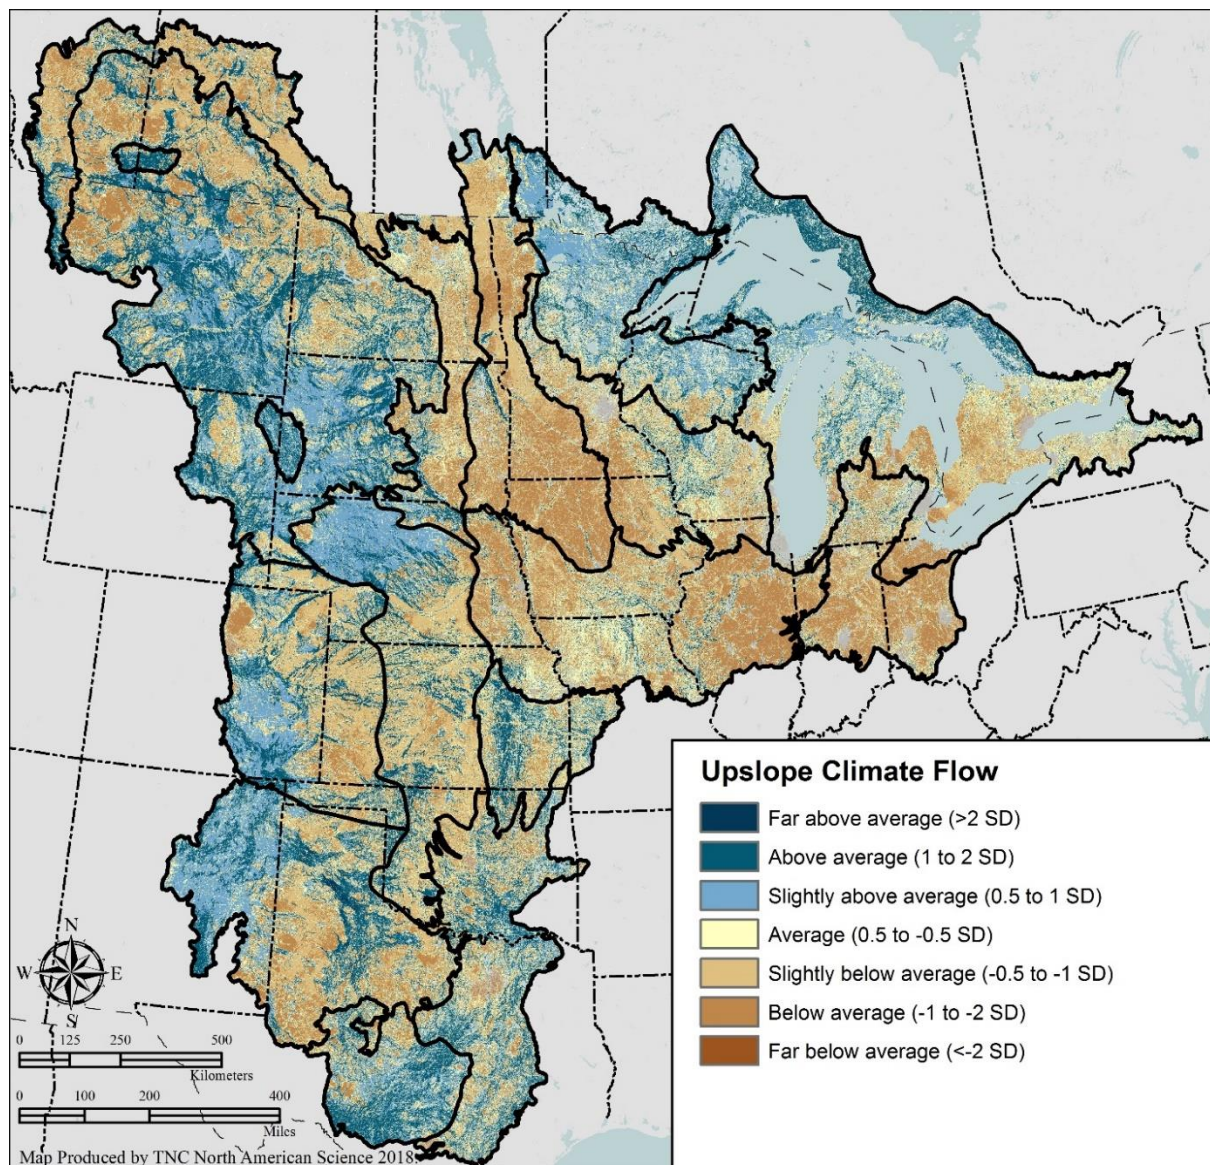 Upslope Climate Flow
Far above average (>2 SD)
Above average (1 to 2 SD)
Slightly above average (0.5 to 1 SD)
Average (0.5 to -0.5 SD)
Slightly below average (-0.5 to -1 SD)
Below average (-1 to -2 SD)
Far below average (<-2 SD)
N
W E
S
0 125 250 500
Kilometers
0 100 200 400
Miles
Map Produced by TNC North American Science 2018.